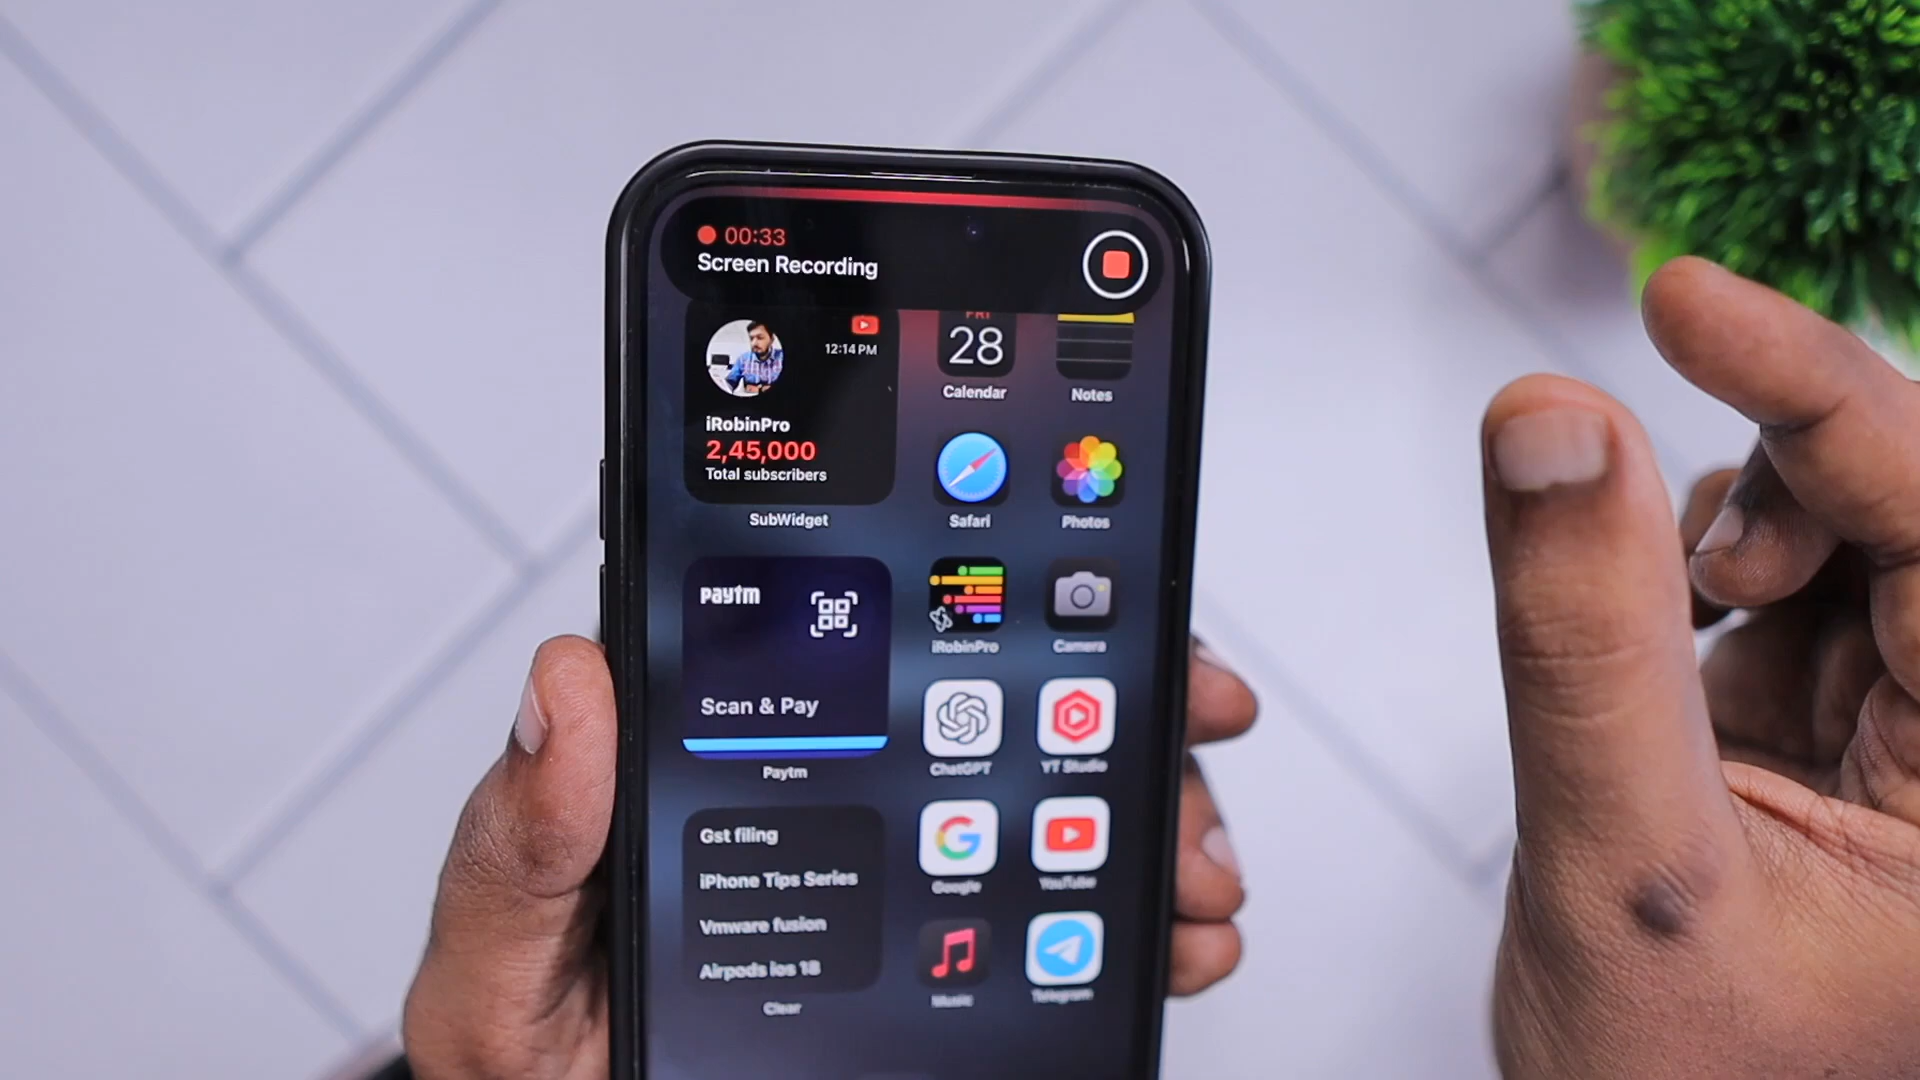 00:33
Screen Recording
12:14 PM
iRobinPro
2,45,000
Total subscribers
SubWidget
FRI
28
Calendar
Notes
Safari
Photos
paytm
Scan & Pay
Paytm
iRobinPro
Camera
ChatGPT
YT Studio
Gst filing
iPhone Tips Series
Vmware fusion
Airpods ios 18
Clear
Google
YouTube
Music
Telegram